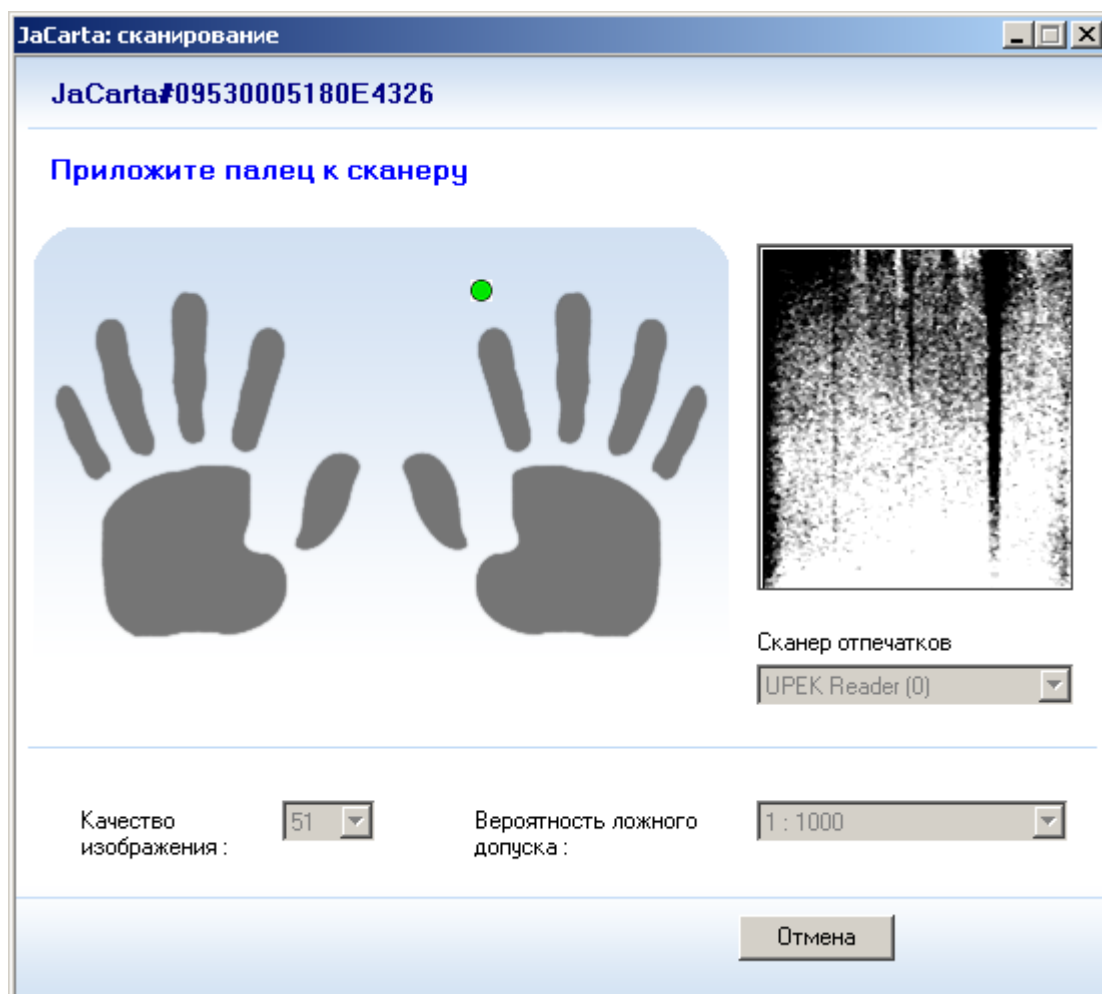 JaCarta: сканирование
JaCarta#09530005180E4326
Приложите палец к сканеру
Сканер отпечатков
UPEK Reader (0)
Качество
изображения :
51
Вероятность ложного
допуска :
1 : 1000
Отмена